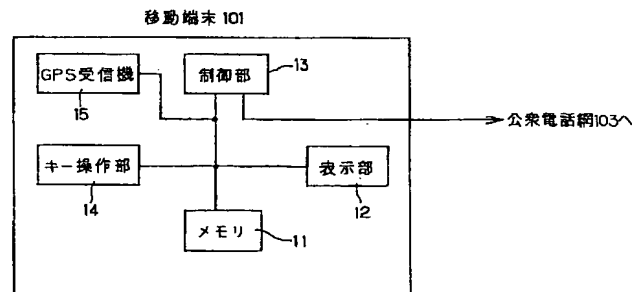 移動端末 101
GPS受信機
15
制御部
13
公衆電話網103へ
キー操作部
14
表示部
12
メモリ
11